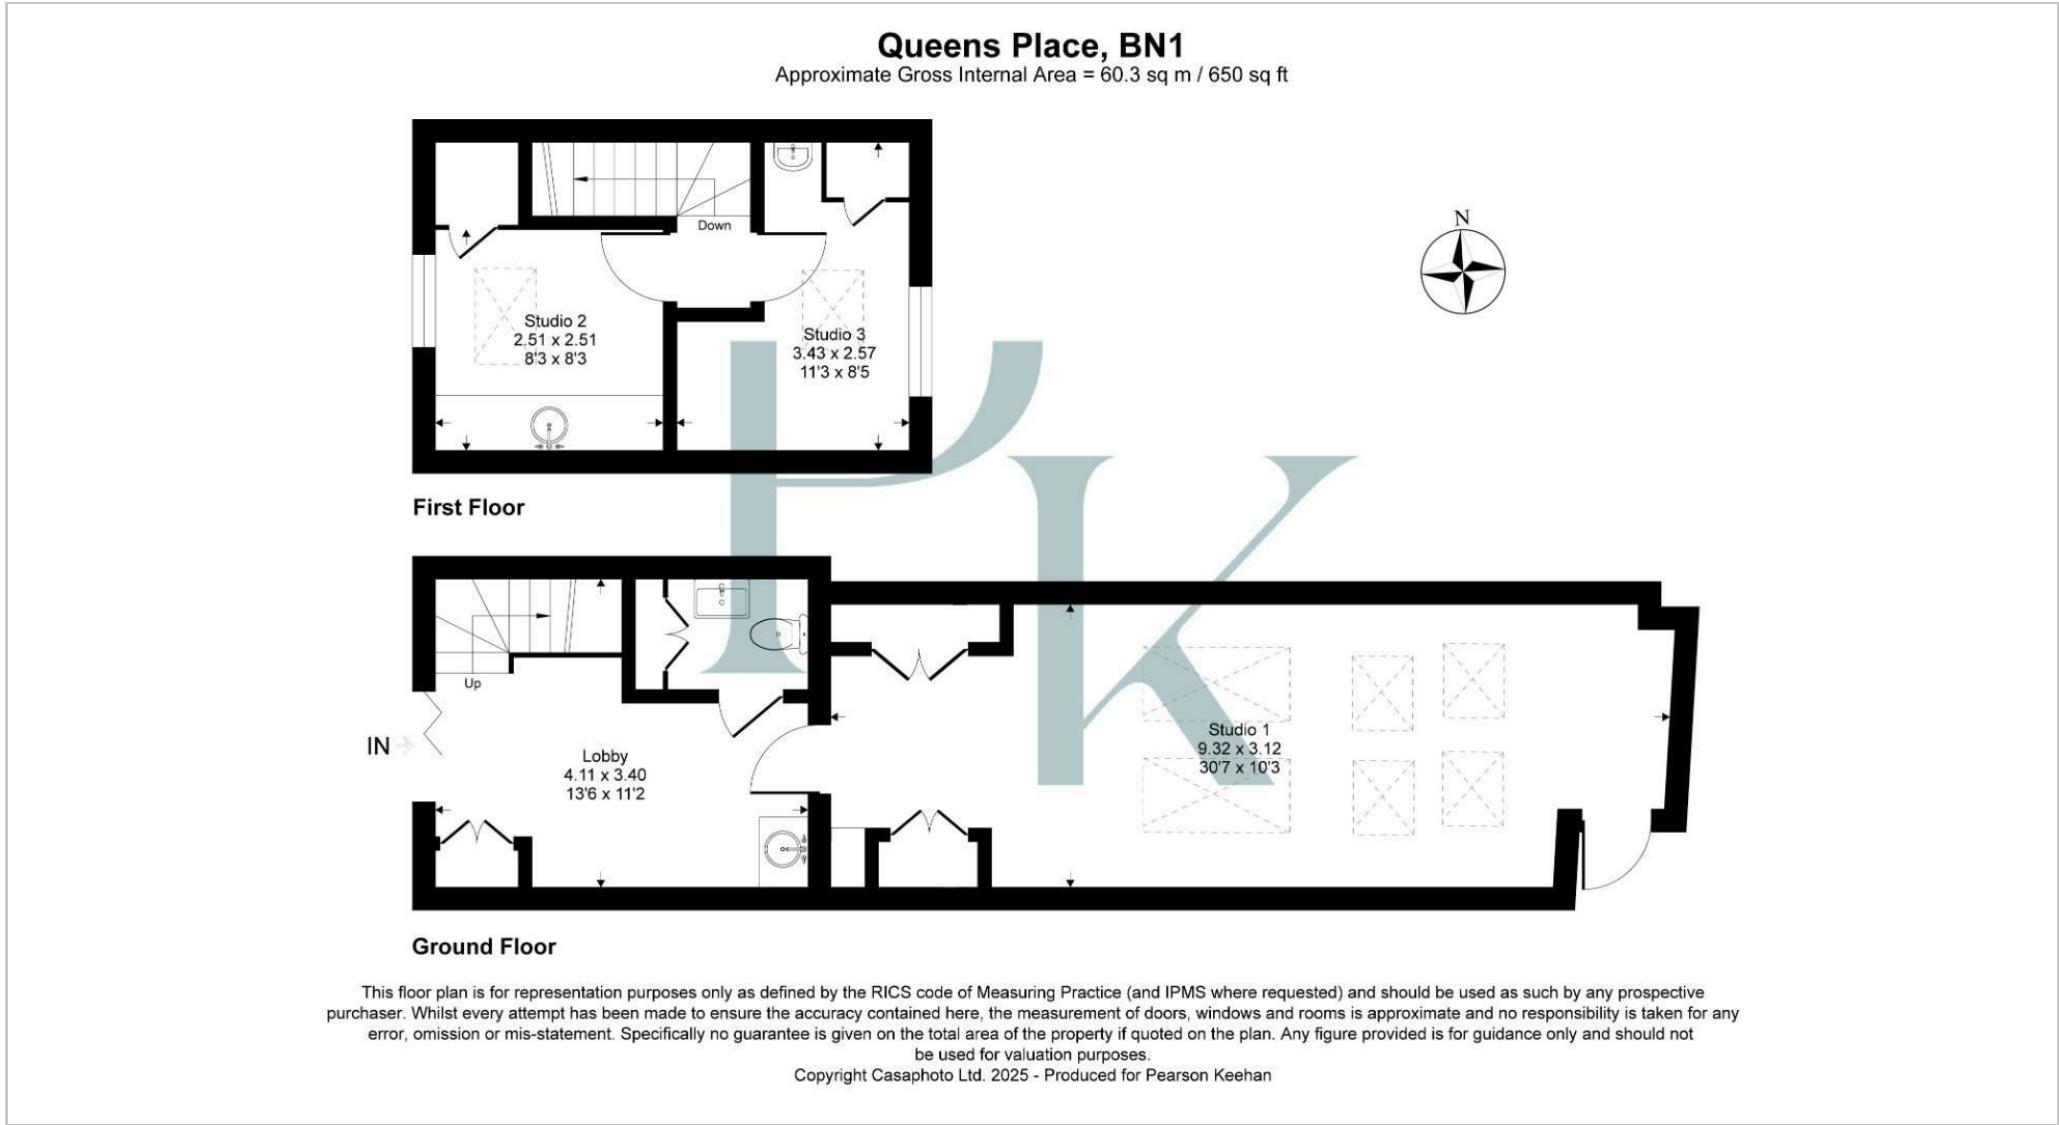 Queens Place, BN1
Approximate Gross Internal Area = 60.3 sq m / 650 sq ft
N
Down
Studio 2
2.51 x 2.51
8'3 x 8'3
Studio 3
3.43 x 2.57
11'3 x 8'5
PK
First Floor
Up
IN
Lobby
4.11 x 3.40
13'6 x 11'2
Studio 1
9.32 x 3.12
30'7 x 10'3
Ground Floor
This floor plan is for representation purposes only as defined by the RICS code of Measuring Practice (and IPMS where requested) and should be used as such by any prospective
purchaser. Whilst every attempt has been made to ensure the accuracy contained here, the measurement of doors, windows and rooms is approximate and no responsibility is taken for any
error, omission or mis-statement. Specifically no guarantee is given on the total area of the property if quoted on the plan. Any figure provided is for guidance only and should not
be used for valuation purposes.
Copyright Casaphoto Ltd. 2025 - Produced for Pearson Keehan